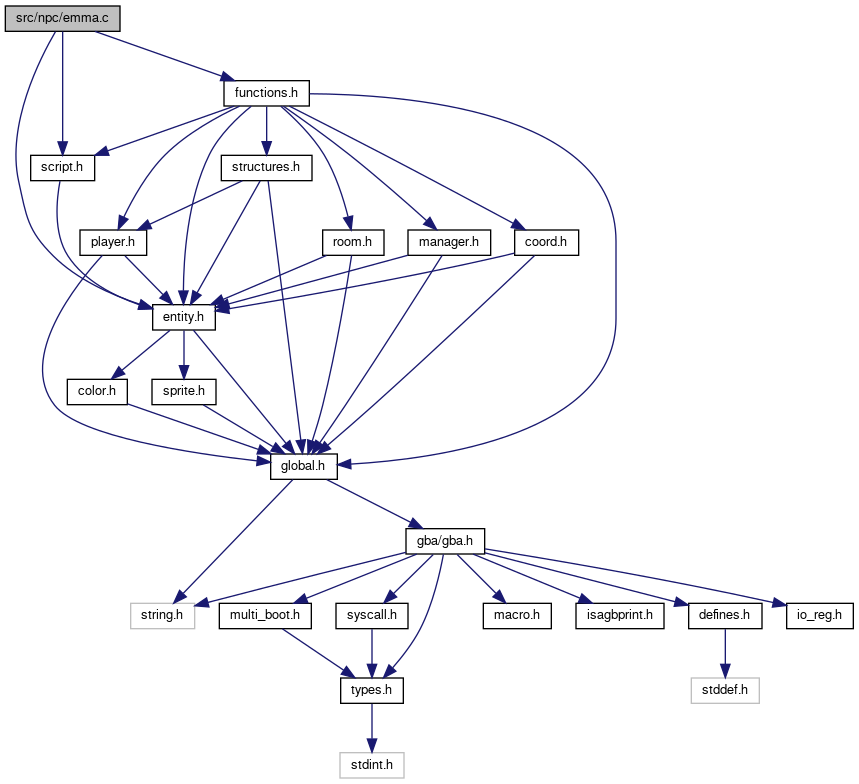 src/npc/emma.c
functions.h
script.h
structures.h
player.h
room.h
manager.h
coord.h
entity.h
color.h
sprite.h
global.h
gba/gba.h
string.h
multi_boot.h
syscall.h
macro.h
isagbprint.h
defines.h
io_reg.h
types.h
stddef.h
stdint.h